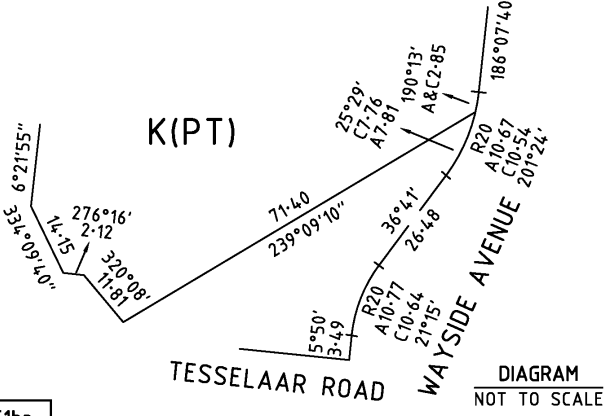 186°07'40
190°13'
A&C2·85
25°29'
C7·76
A7·81
K(PT)
R20
A10·67
C10·54
201°24'
6°21'55"
334°09'40"
14·15
276°16'
2·12
320°08'
11·81
71·40
239°09'10"
36°41'
26·48
R20
A10·77
C10·64
21°15'
5°50'
3·49
WAYSIDE AVENUE
TESSELAAR ROAD
DIAGRAM
NOT TO SCALE